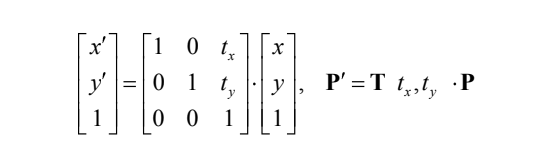 [x′ y′ 1] = [1 0 t_x; 0 1 t_y; 0 0 1] · [x y 1], P′ = T t_x,t_y · P